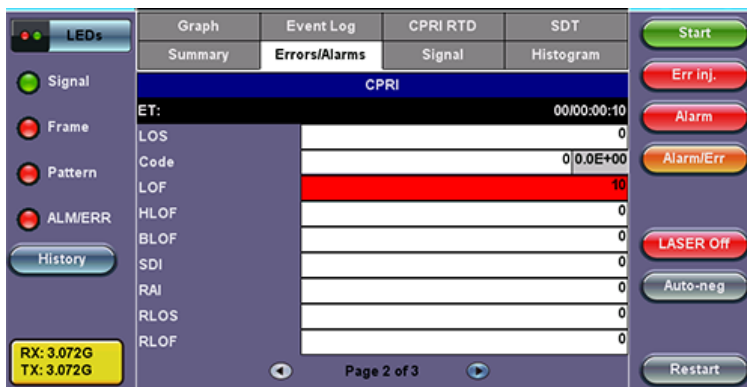 LEDs
Graph Event Log CPRI RTD SDT
Summary Errors/Alarms Signal Histogram
Start
Err inj.
Alarm
Alarm/Err
LASER Off
Auto-neg
Restart
Signal
Frame
Pattern
ALM/ERR
History
RX: 3.072G
TX: 3.072G
CPRI
ET: 00/00:00:10
LOS 0
Code 0 0.0E+00
LOF 10
HLOF 0
BLOF 0
SDI 0
RAI 0
RLOS 0
RLOF 0
Page 2 of 3